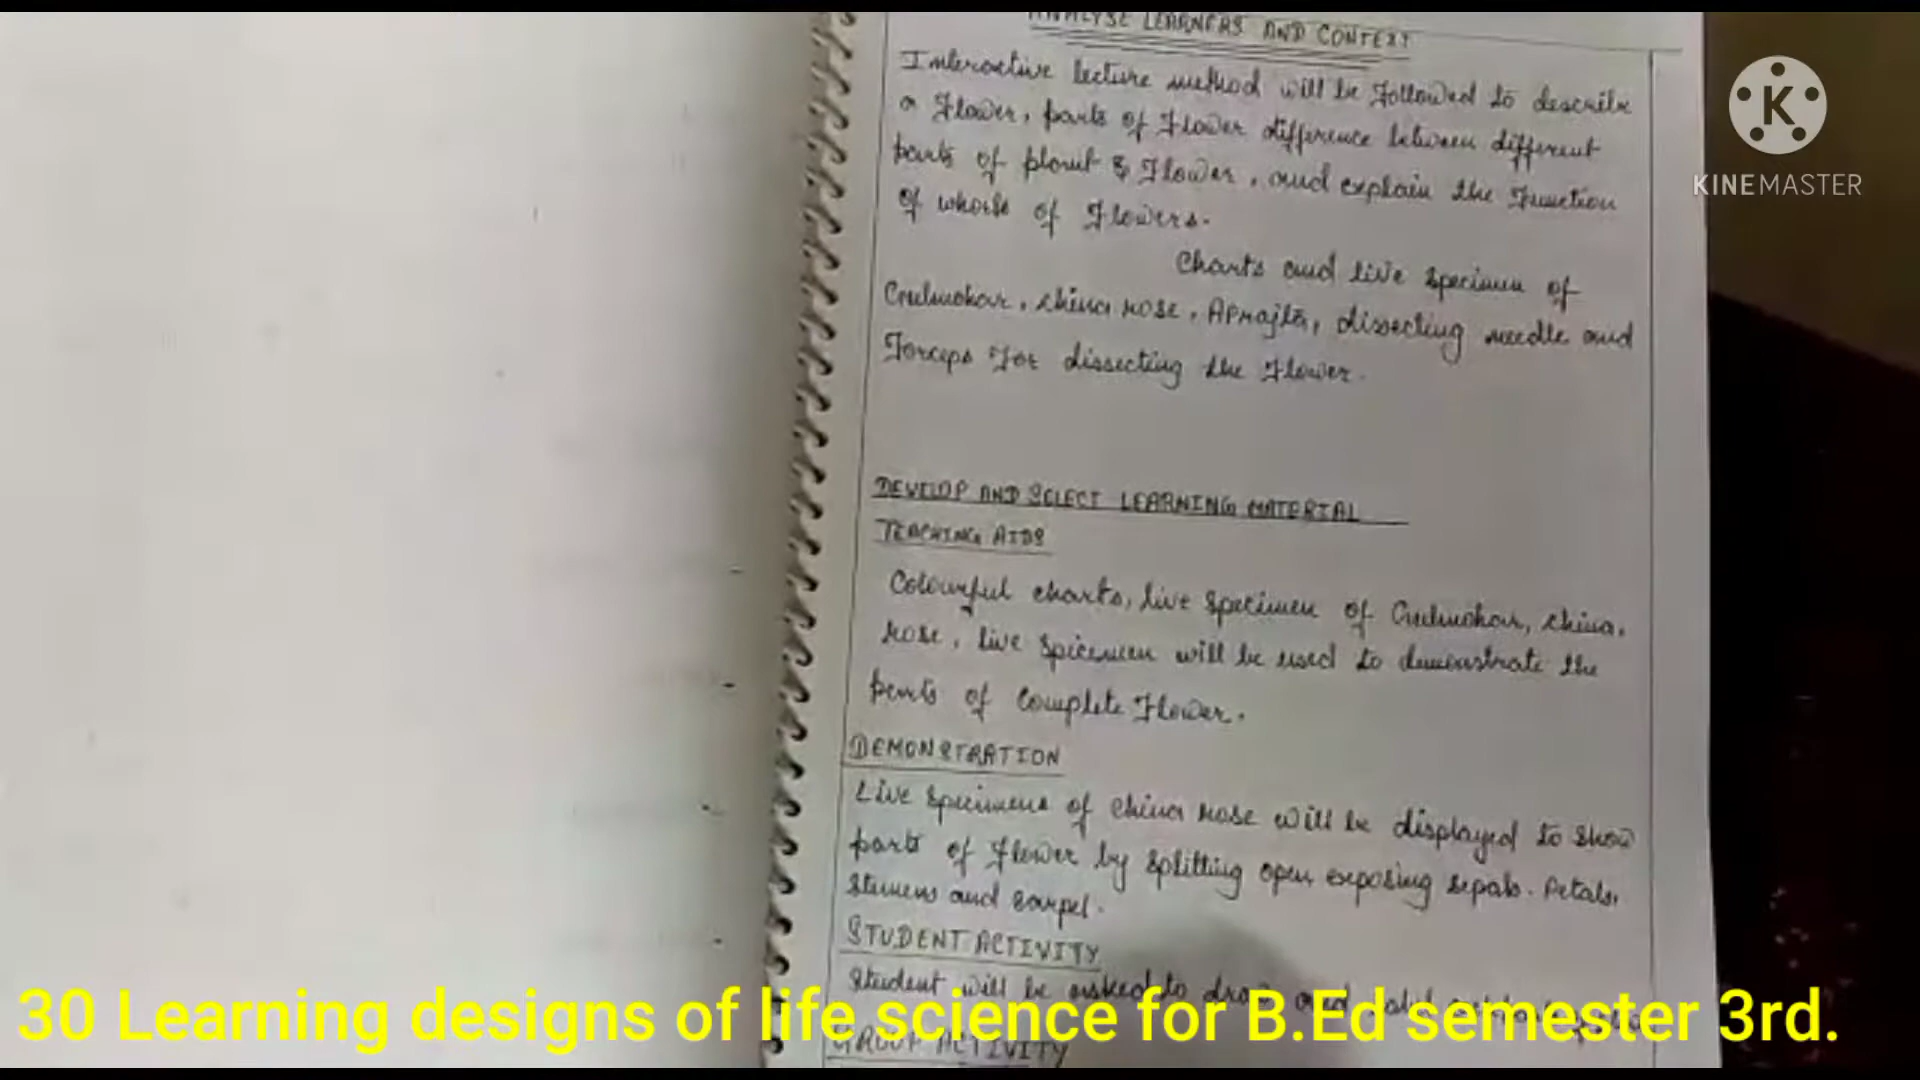 ANALYSE LEARNERS AND CONTEXT
Interactive lecture method will be followed to describe
a Flower, parts of Flower difference between different
parts of plant & Flower, and explain the function
of whorls of Flowers.
Charts and live specimen of
Gulmohar, china rose, Aprajita, dissecting needle and
Forceps for dissecting the Flower.
DEVELOP AND SELECT LEARNING MATERIAL
TEACHING AIDS
Colourful charts, live specimen of Gulmohar, china,
rose, live spicemen will be used to demonstrate the
parts of complete Flower.
DEMONSTRATION
Live specimens of china rose will be displayed to show
parts of Flower by splitting open exposing sepals. Petals,
Stamens and carpel.
STUDENT ACTIVITY
Student will be asked to draw and
GROUP ACTIVITY
K
KINEMASTER
30 Learning designs of life science for B.Ed semester 3rd.